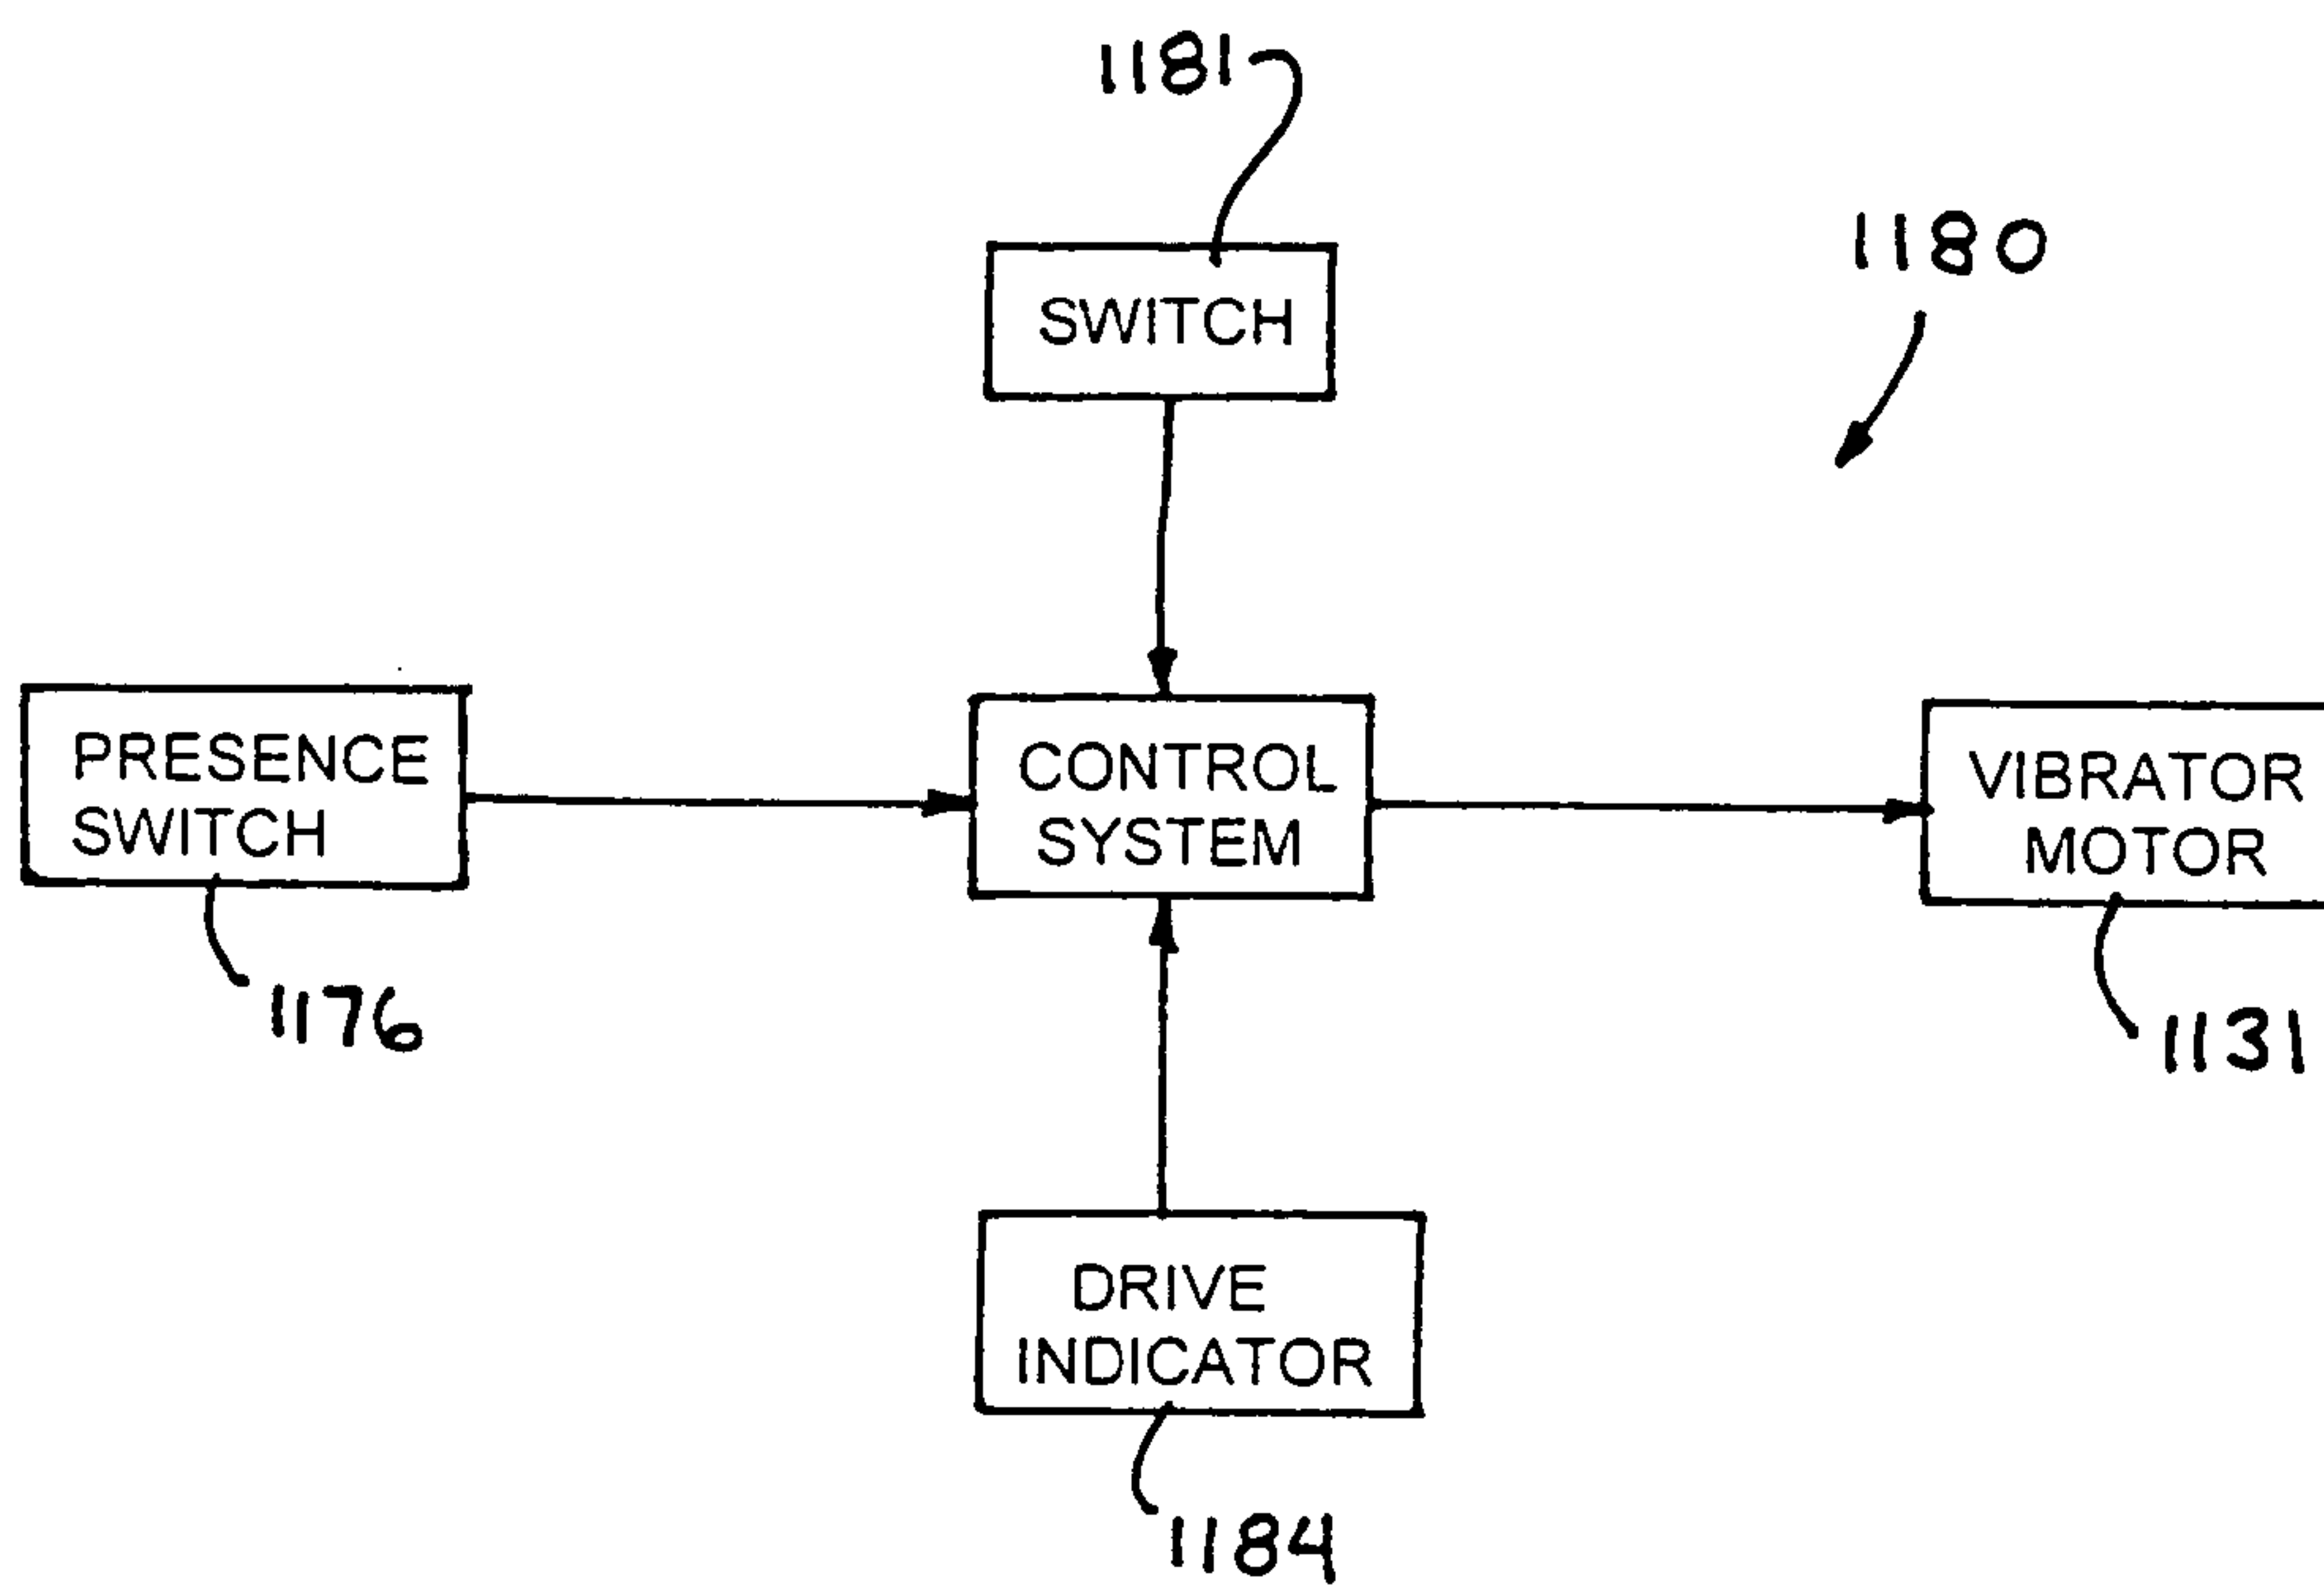 1181
1180
SWITCH
PRESENCE
SWITCH
CONTROL
SYSTEM
VIBRATOR
MOTOR
1176
1131
DRIVE
INDICATOR
1184